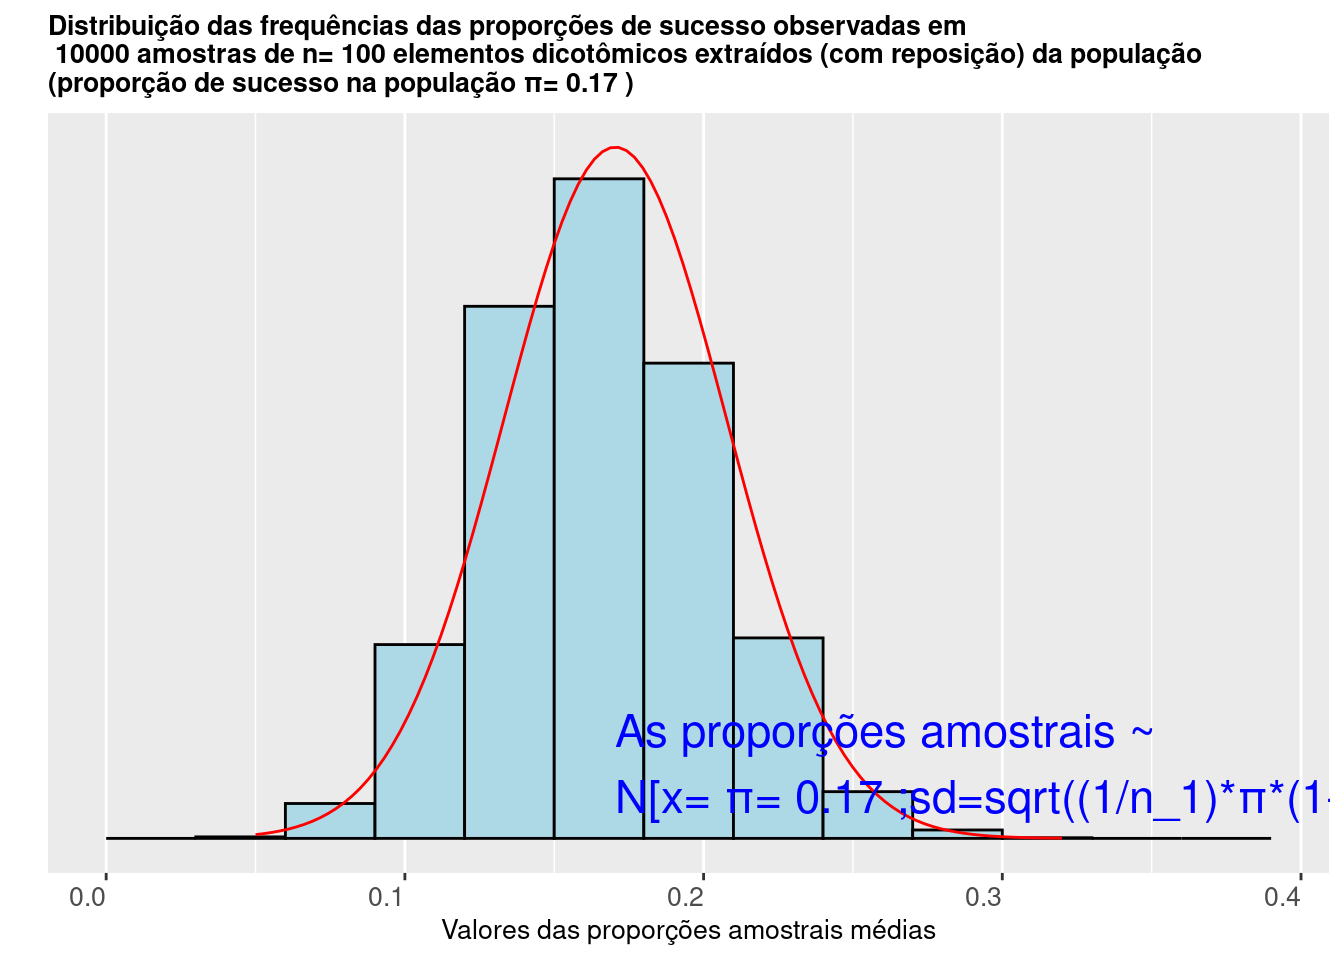 Distribuição das frequências das proporções de sucesso observadas em
10000 amostras de n= 100 elementos dicotômicos extraídos (com reposição) da população
(proporção de sucesso na população π= 0.17 )
As proporções amostrais ~
N[x= π= 0.17 ;sd=sqrt((1/n_1)*π*(1-
0.0 0.1 0.2 0.3 0.4
Valores das proporções amostrais médias